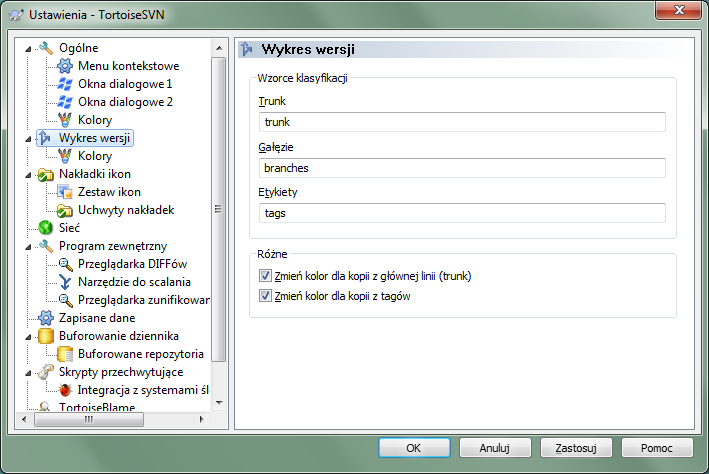 Ustawienia - TortoiseSVN
Ogólne
Menu kontekstowe
Okna dialogowe 1
Okna dialogowe 2
Kolory
Wykres wersji
Kolory
Nakładki ikon
Zestaw ikon
Uchwyty nakładek
Sieć
Program zewnętrzny
Przeglądarka DIFFów
Narzędzie do scalania
Przeglądarka zunifikowan
Zapisane dane
Buforowanie dziennika
Buforowane repozytoria
Skrypty przechwytujące
Integracja z systemami śl
TortoiseBlame
Wykres wersji
Wzorce klasyfikacji
Trunk
trunk
Gałęzie
branches
Etykiety
tags
Różne
Zmień kolor dla kopii z głównej linii (trunk)
Zmień kolor dla kopii z tagów
OK
Anuluj
Zastosuj
Pomoc